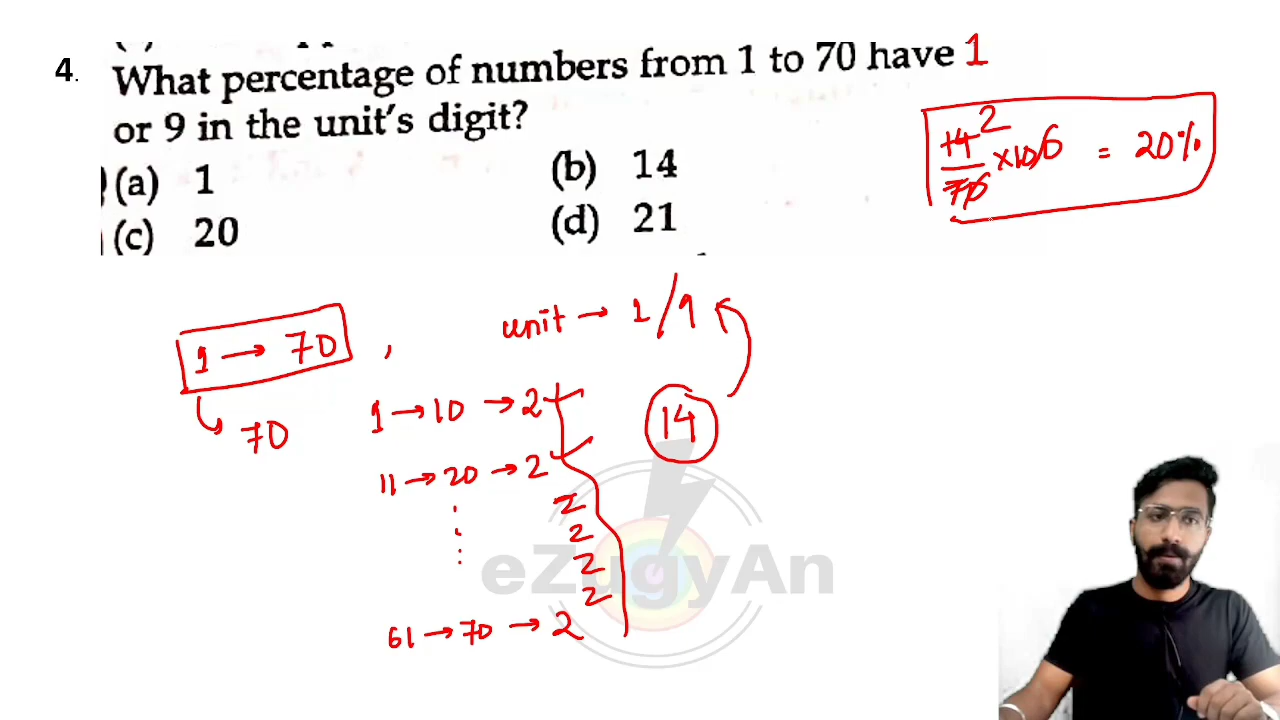 4.
What percentage of numbers from 1 to 70 have 1
or 9 in the unit's digit?
(a) 1
(b) 14
(c) 20
(d) 21
14 2
70 ×100 = 20%
1 → 70 ,
70
unit → 1/9
14
1 → 10 → 2
11 → 20 → 2
2
2
2
2
61 → 70 → 2
eZugyAn